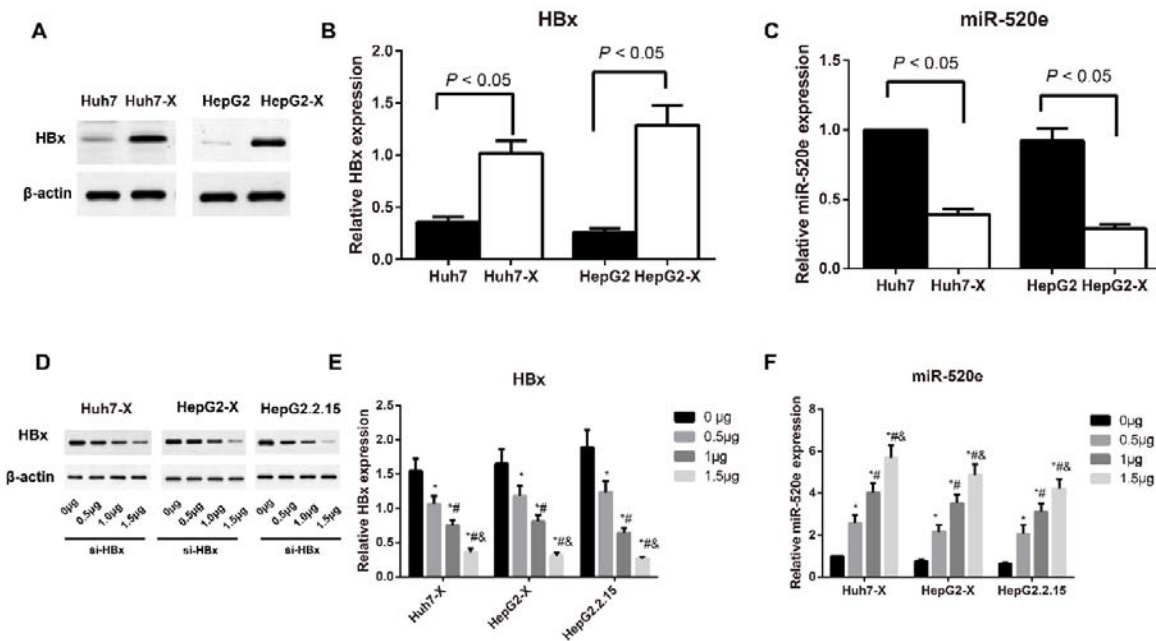 A
Huh7 Huh7-X HepG2 HepG2-X
HBx
β-actin
B
HBx
Relative HBx expression
2.0
1.5
1.0
0.5
0.0
P < 0.05
P < 0.05
Huh7 Huh7-X HepG2 HepG2-X
C
miR-520e
Relative miR-520e expression
1.5
1.0
0.5
0.0
P < 0.05
P < 0.05
Huh7 Huh7-X HepG2 HepG2-X
D
Huh7-X HepG2-X HepG2.2.15
HBx
β-actin
0μg 0.5μg 1.0μg 1.5μg 0μg 0.5μg 1.0μg 1.5μg 0μg 0.5μg 1.0μg 1.5μg
si-HBx si-HBx si-HBx
E
HBx
Relative HBx expression
2.5
2.0
1.5
1.0
0.5
0.0
* *# *#& * *# *#& * *# *#&
Huh7-X HepG2-X HepG2.2.15
0 μg
0.5μg
1μg
1.5μg
F
miR-520e
Relative miR-520e expression
8
6
4
2
0
* *# *#& * *# *#& * *# *#&
Huh7-X HepG2-X HepG2.2.15
0μg
0.5μg
1μg
1.5μg